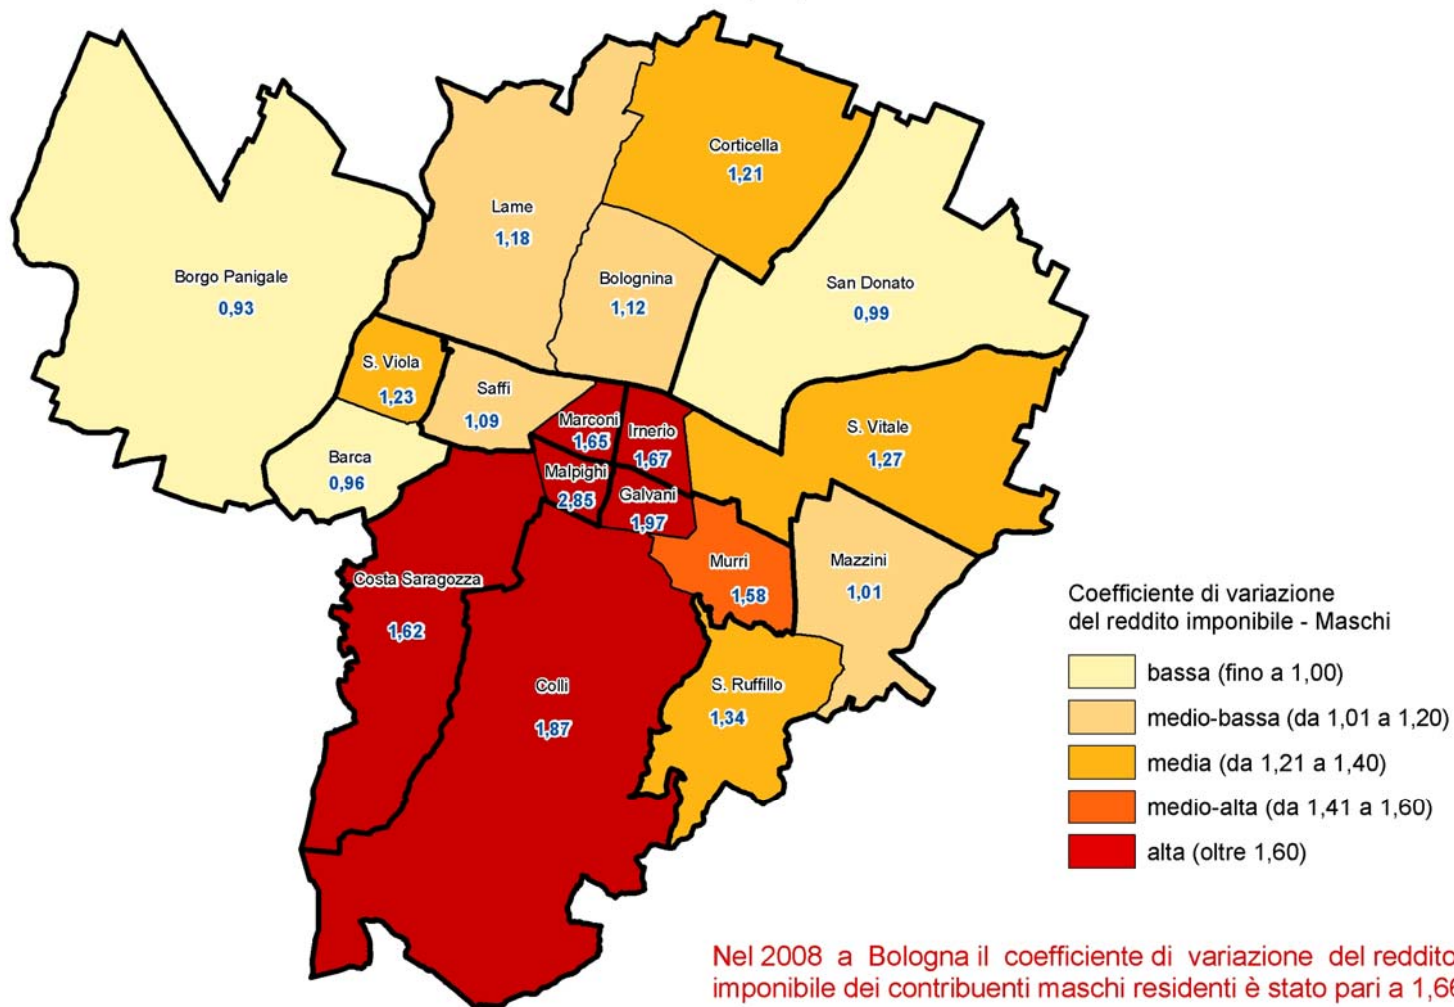 Corticella
1,21
Lame
1,18
Borgo Panigale
0,93
Bolognina
1,12
San Donato
0,99
S. Viola
1,23
Saffi
1,09
Marconi
1,65
Irnerio
1,67
S. Vitale
1,27
Barca
0,96
Malpighi
2,85
Galvani
1,97
Murri
1,58
Mazzini
1,01
Costa Saragozza
1,62
Colli
1,87
S. Ruffillo
1,34
Coefficiente di variazione
del reddito imponibile - Maschi
bassa (fino a 1,00)
medio-bassa (da 1,01 a 1,20)
media (da 1,21 a 1,40)
medio-alta (da 1,41 a 1,60)
alta (oltre 1,60)
Nel 2008 a Bologna il coefficiente di variazione del reddito
imponibile dei contribuenti maschi residenti è stato pari a